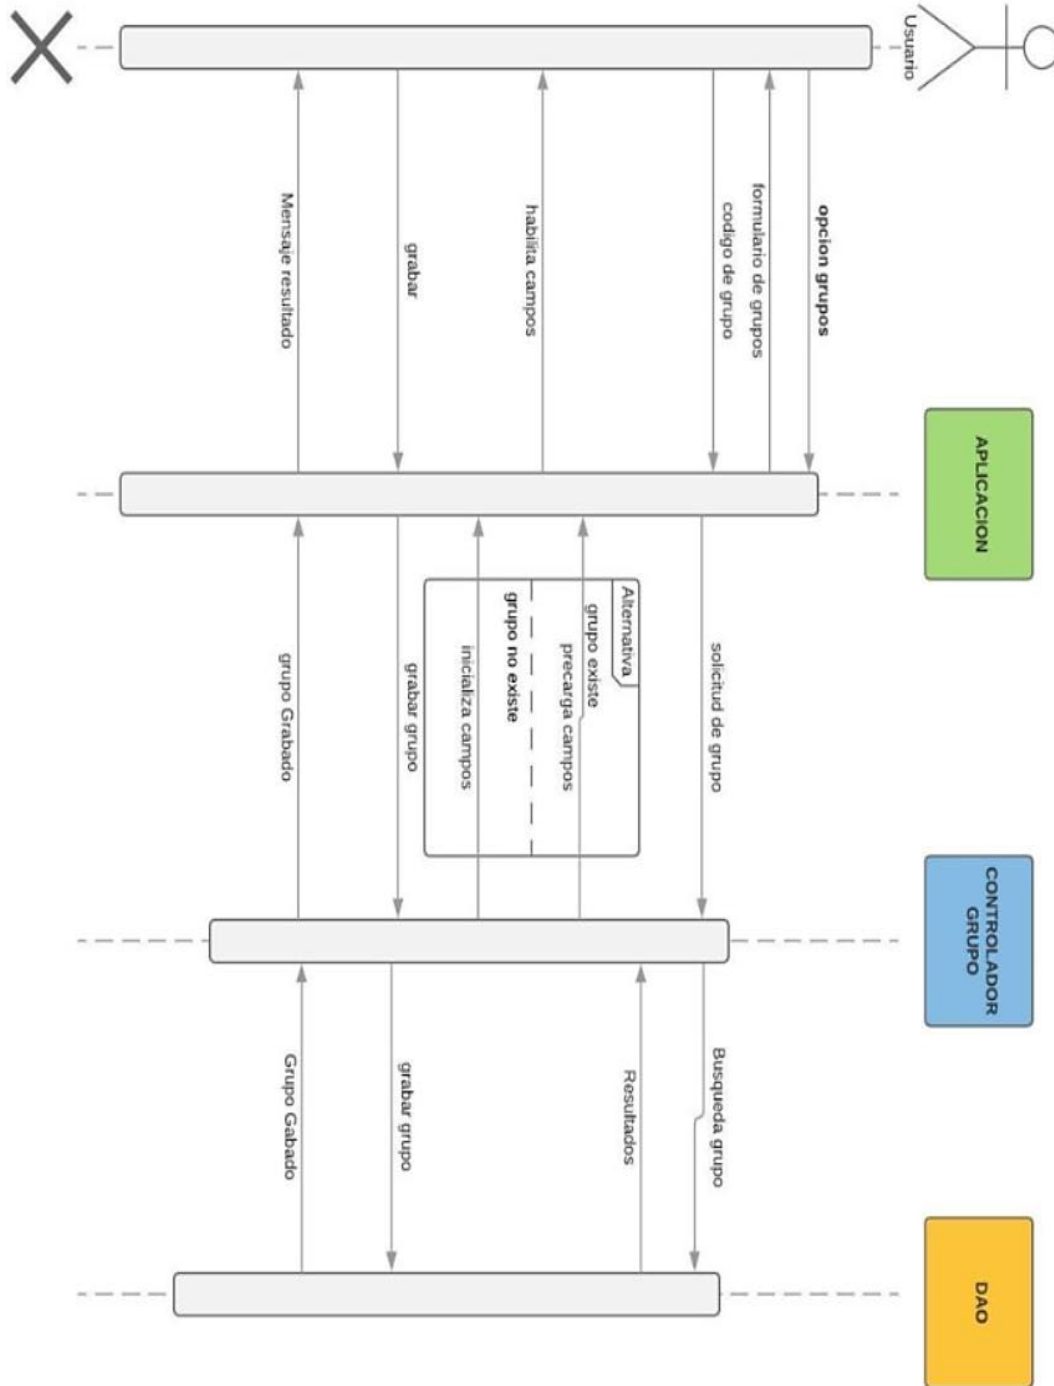 Usuario
APLICACION
CONTROLADOR
GRUPO
DAO
opcion grupos
formulario de grupos
codigo de grupo
solicitud de grupo
Busqueda grupo
Resultados
Alternativa
grupo existe
precarga campos
habilita campos
grupo no existe
inicializa campos
grabar
grabar grupo
grabar grupo
Grupo Gabado
grupo Grabado
Mensaje resultado